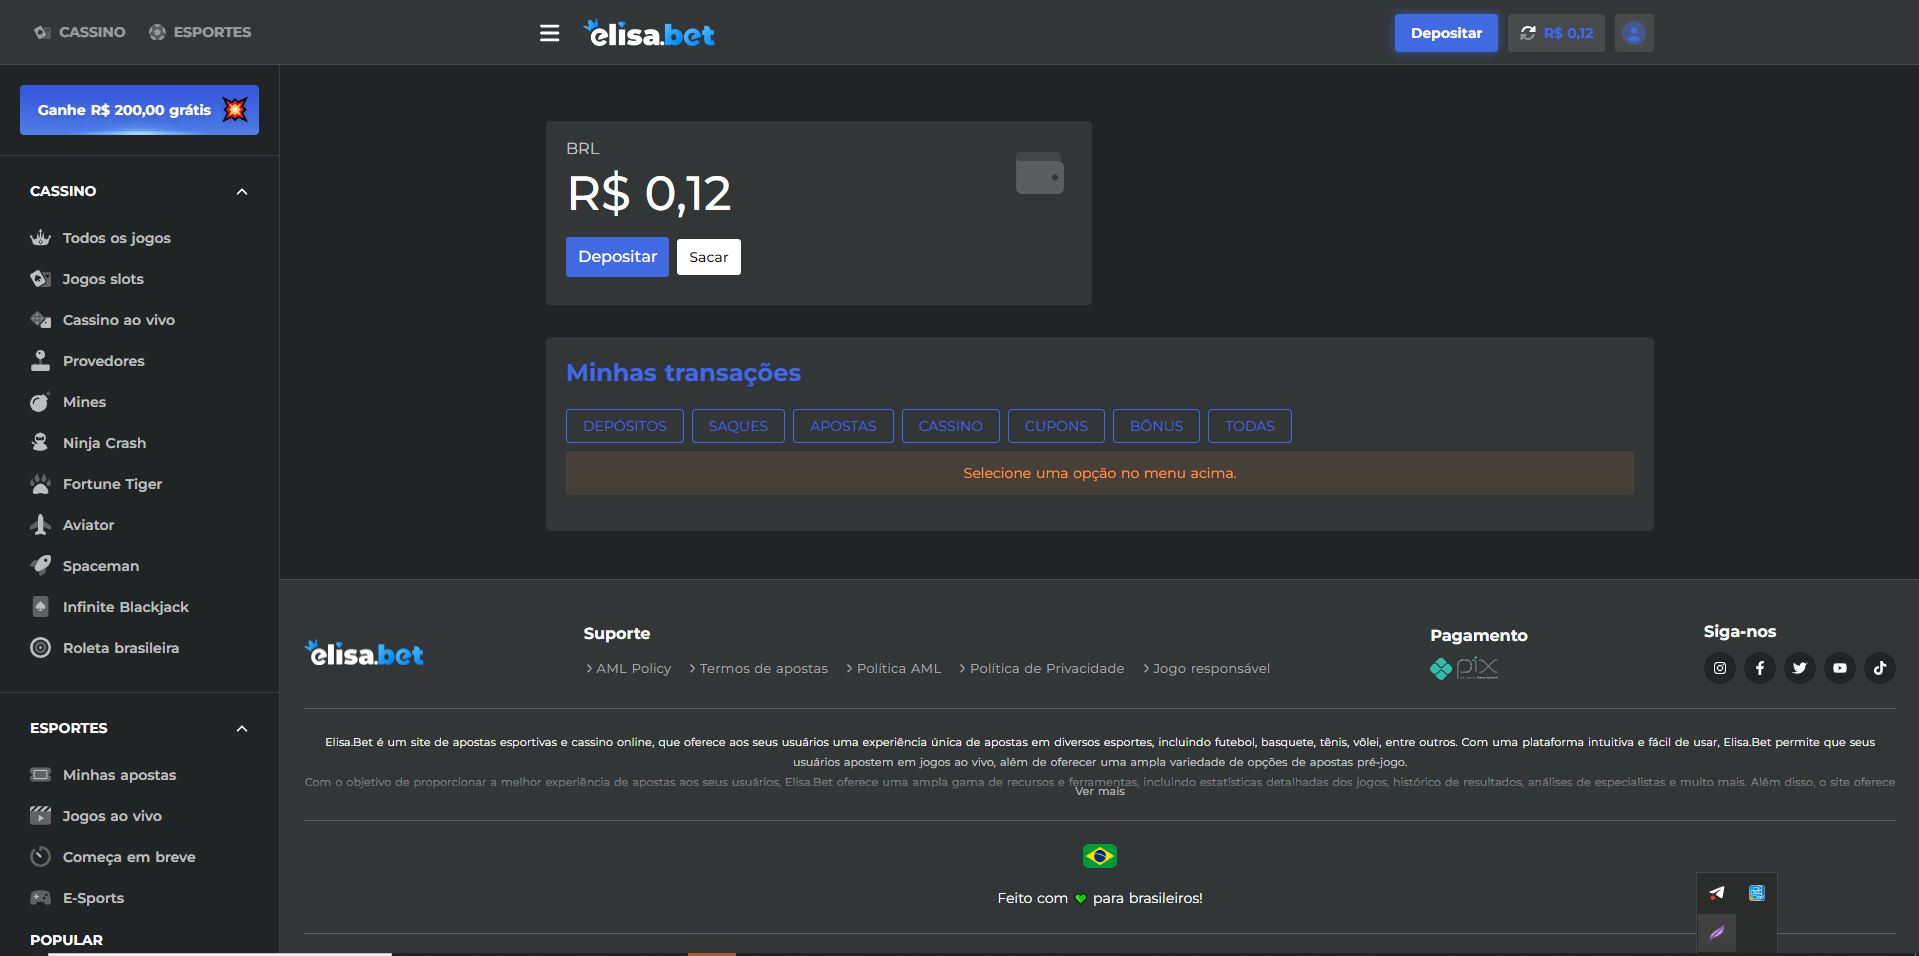 CASSINO
ESPORTES
elisa.bet
Depositar
R$ 0,12
Ganhe R$ 200,00 grátis
CASSINO
Todos os jogos
Jogos slots
Cassino ao vivo
Provedores
Mines
Ninja Crash
Fortune Tiger
Aviator
Spaceman
Infinite Blackjack
Roleta brasileira
ESPORTES
Minhas apostas
Jogos ao vivo
Começa em breve
E-Sports
POPULAR
BRL
R$ 0,12
Depositar
Sacar
Minhas transações
DEPÓSITOS
SAQUES
APOSTAS
CASSINO
CUPONS
BÔNUS
TODAS
Selecione uma opção no menu acima.
elisa.bet
Suporte
AML Policy
Termos de apostas
Política AML
Política de Privacidade
Jogo responsável
Pagamento
pix
Siga-nos
Elisa.Bet é um site de apostas esportivas e cassino online, que oferece aos seus usuários uma experiência única de apostas em diversos esportes, incluindo futebol, basquete, tênis, vôlei, entre outros. Com uma plataforma intuitiva e fácil de usar, Elisa.Bet permite que seus
usuários apostem em jogos ao vivo, além de oferecer uma ampla variedade de opções de apostas pré-jogo.
Com o objetivo de proporcionar a melhor experiência de apostas aos seus usuários, Elisa.Bet oferece uma ampla gama de recursos e ferramentas, incluindo estatísticas detalhadas dos jogos, histórico de resultados, análises de especialistas e muito mais. Além disso, o site oferece
Ver mais
Feito com para brasileiros!